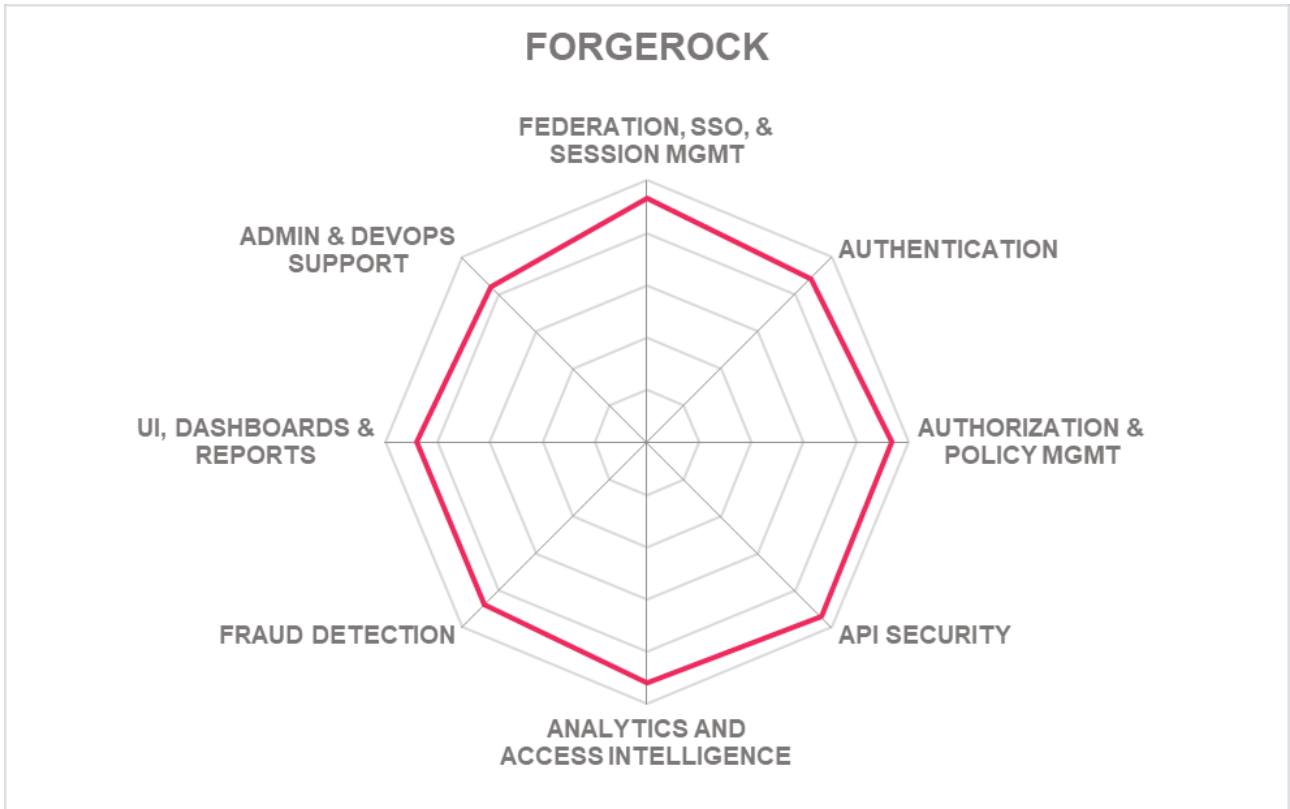 FORGEROCK
FEDERATION, SSO, &
SESSION MGMT
AUTHENTICATION
AUTHORIZATION &
POLICY MGMT
API SECURITY
ANALYTICS AND
ACCESS INTELLIGENCE
FRAUD DETECTION
UI, DASHBOARDS &
REPORTS
ADMIN & DEVOPS
SUPPORT